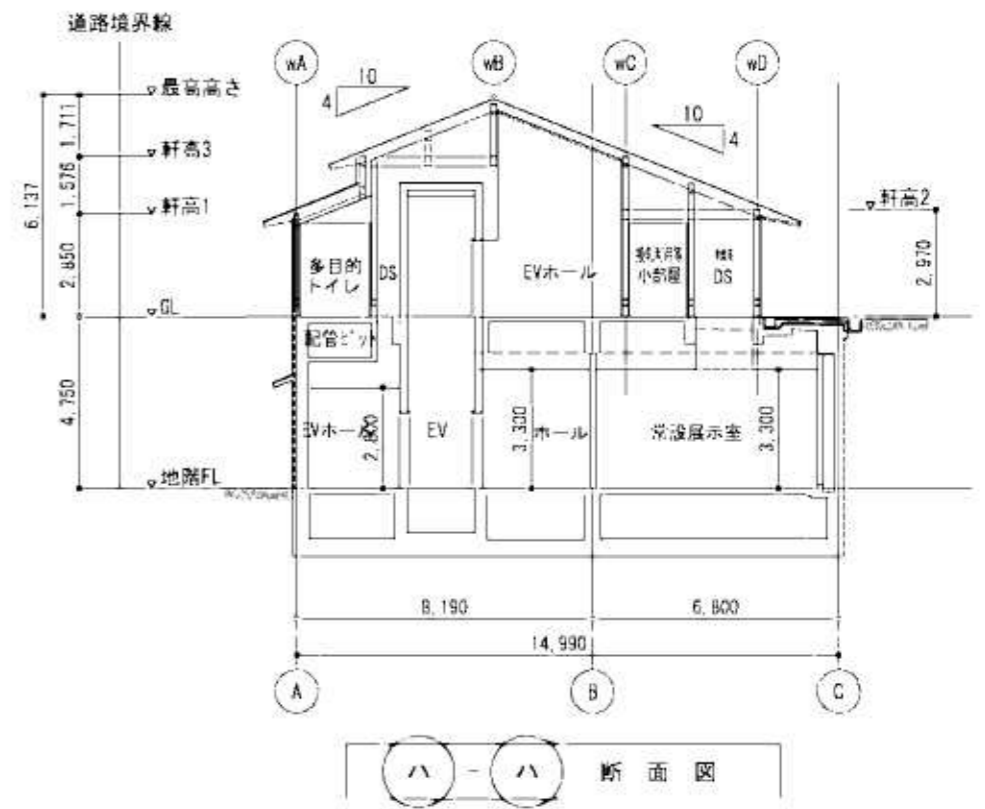 道路境界線
wA
wB
wC
wD
最高高さ
10
4
10
4
1,711
軒高3
1,576
6,137
軒高1
軒高2
2,850
2,970
多目的
トイレ
DS
EVホール
小部屋
DS
GL
配管ピット
4,750
EVホール
2,800
EV
3,300
ホール
常設展示室
3,300
地階FL
8,190
6,800
14,990
A
B
C
ハ - ハ 断面図